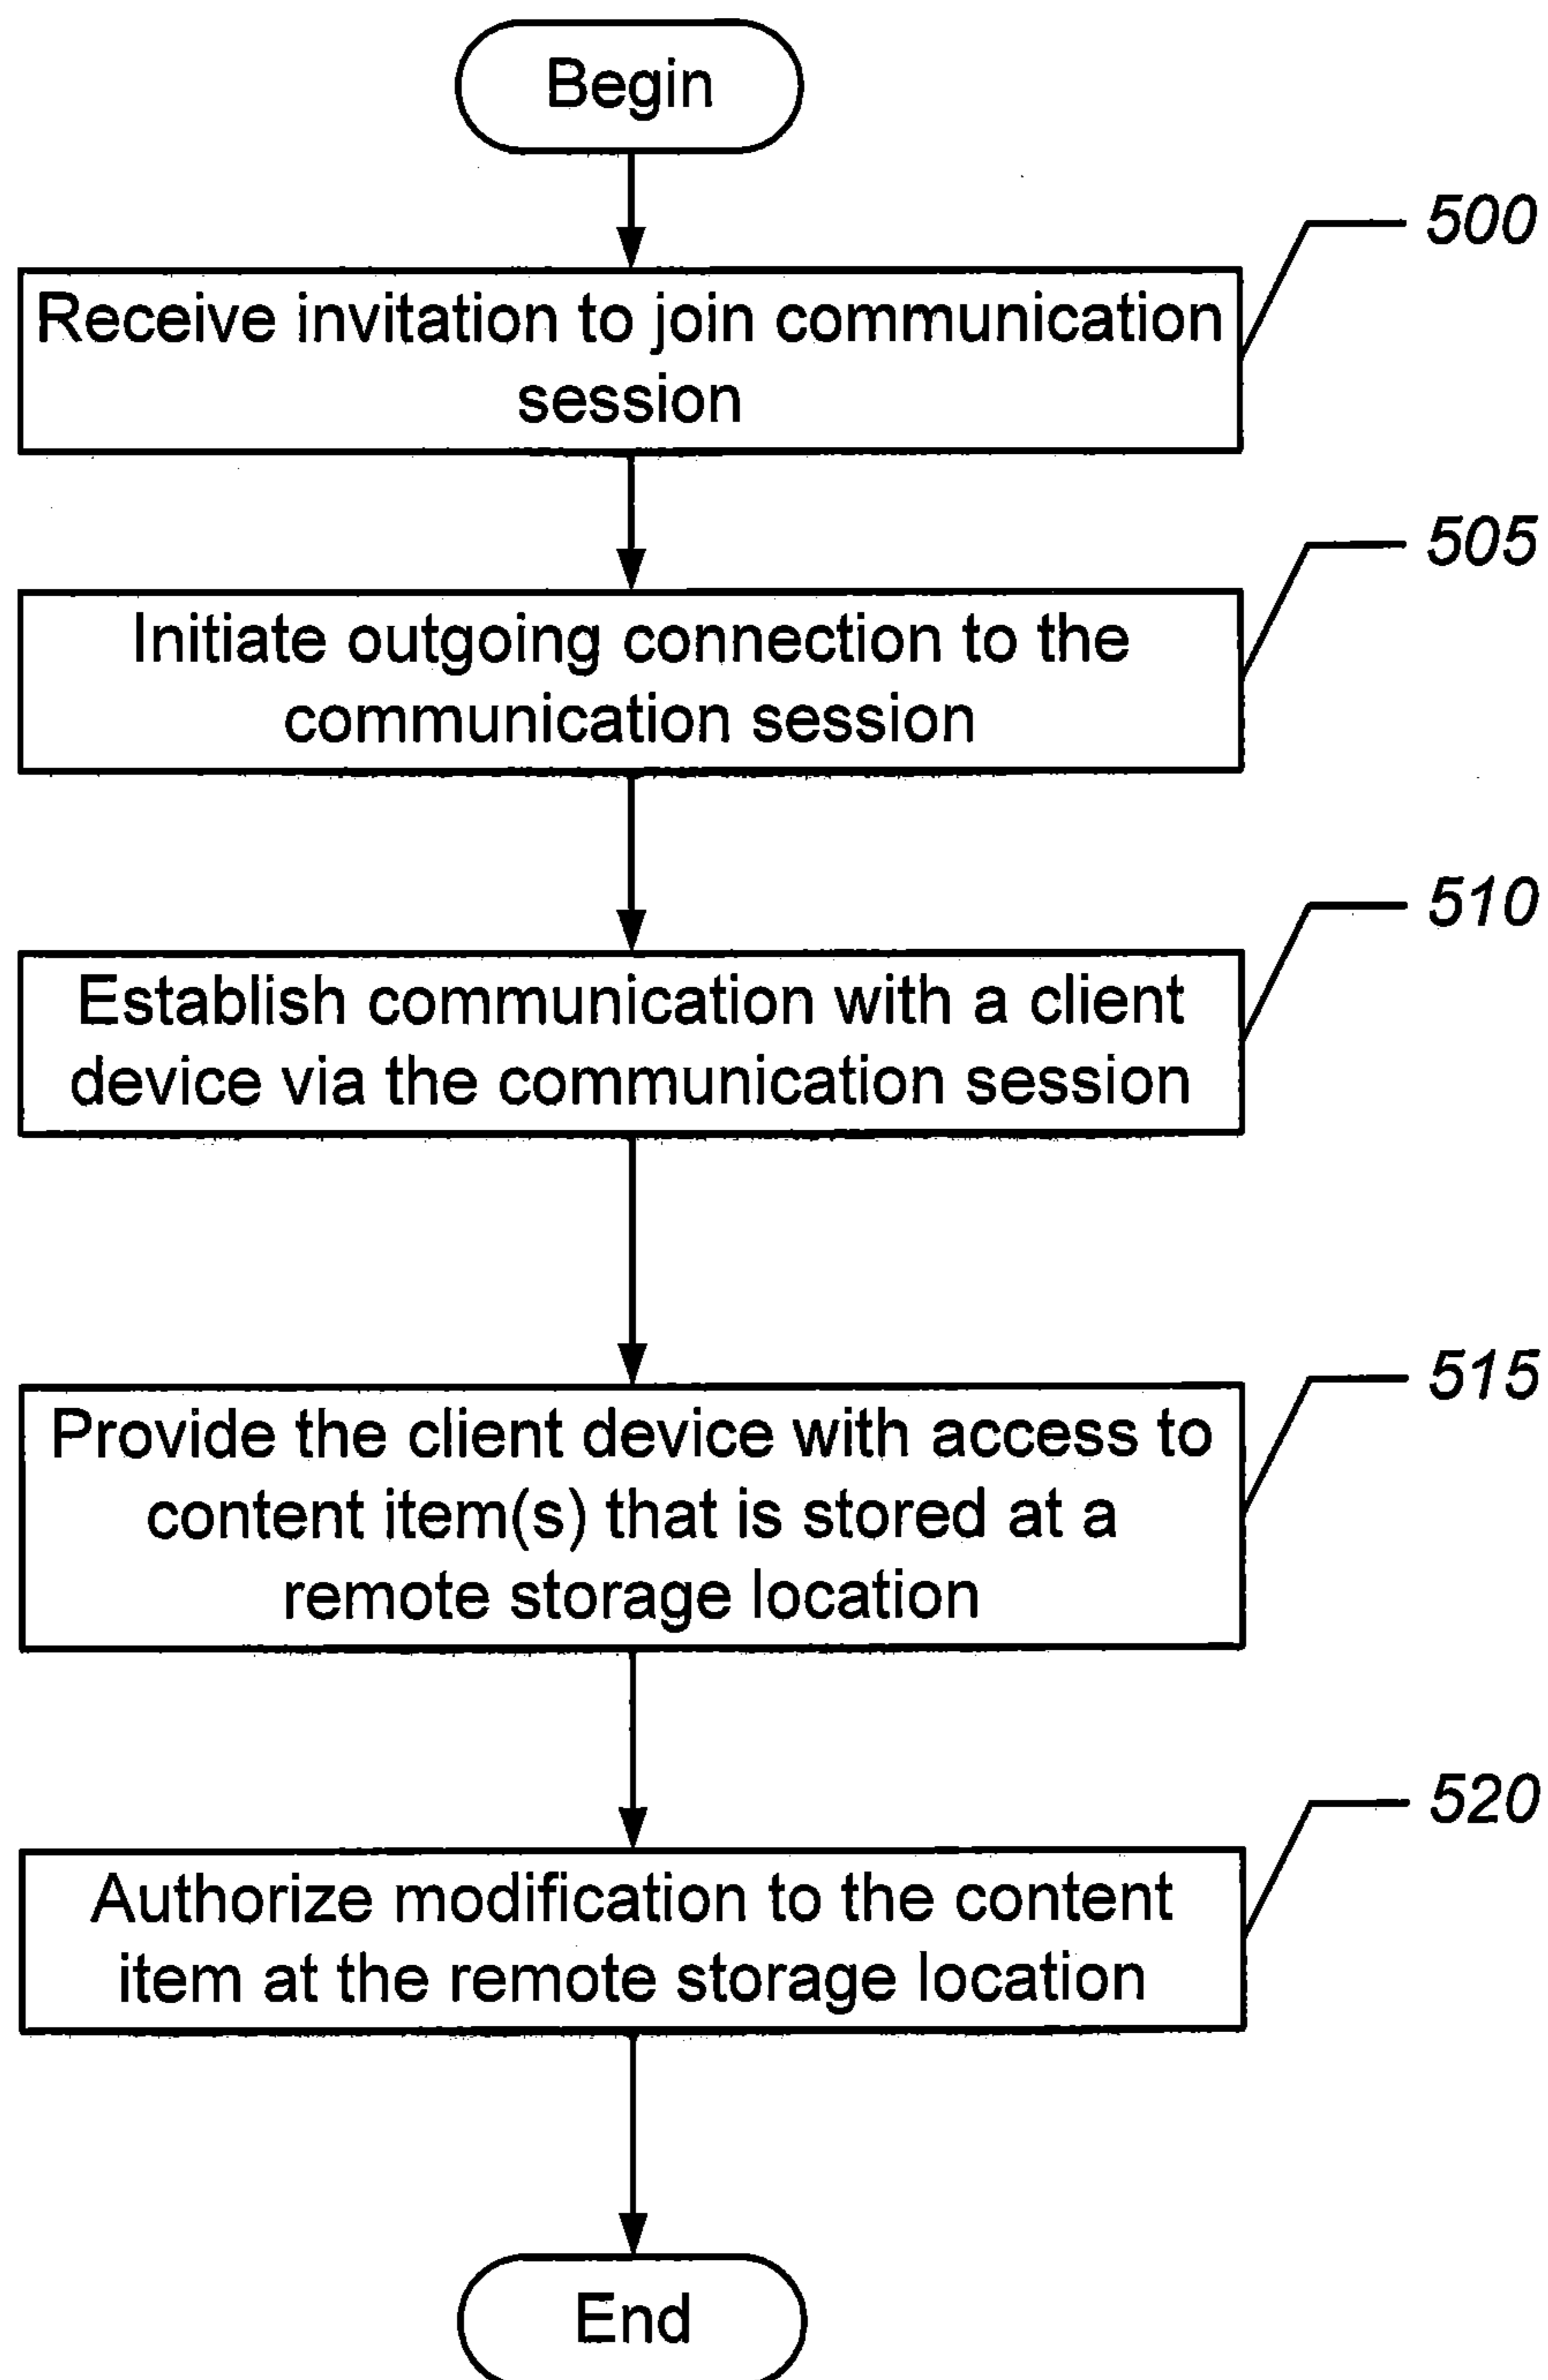 Begin
500
Receive invitation to join communication
session
505
Initiate outgoing connection to the
communication session
510
Establish communication with a client
device via the communication session
515
Provide the client device with access to
content item(s) that is stored at a
remote storage location
520
Authorize modification to the content
item at the remote storage location
End